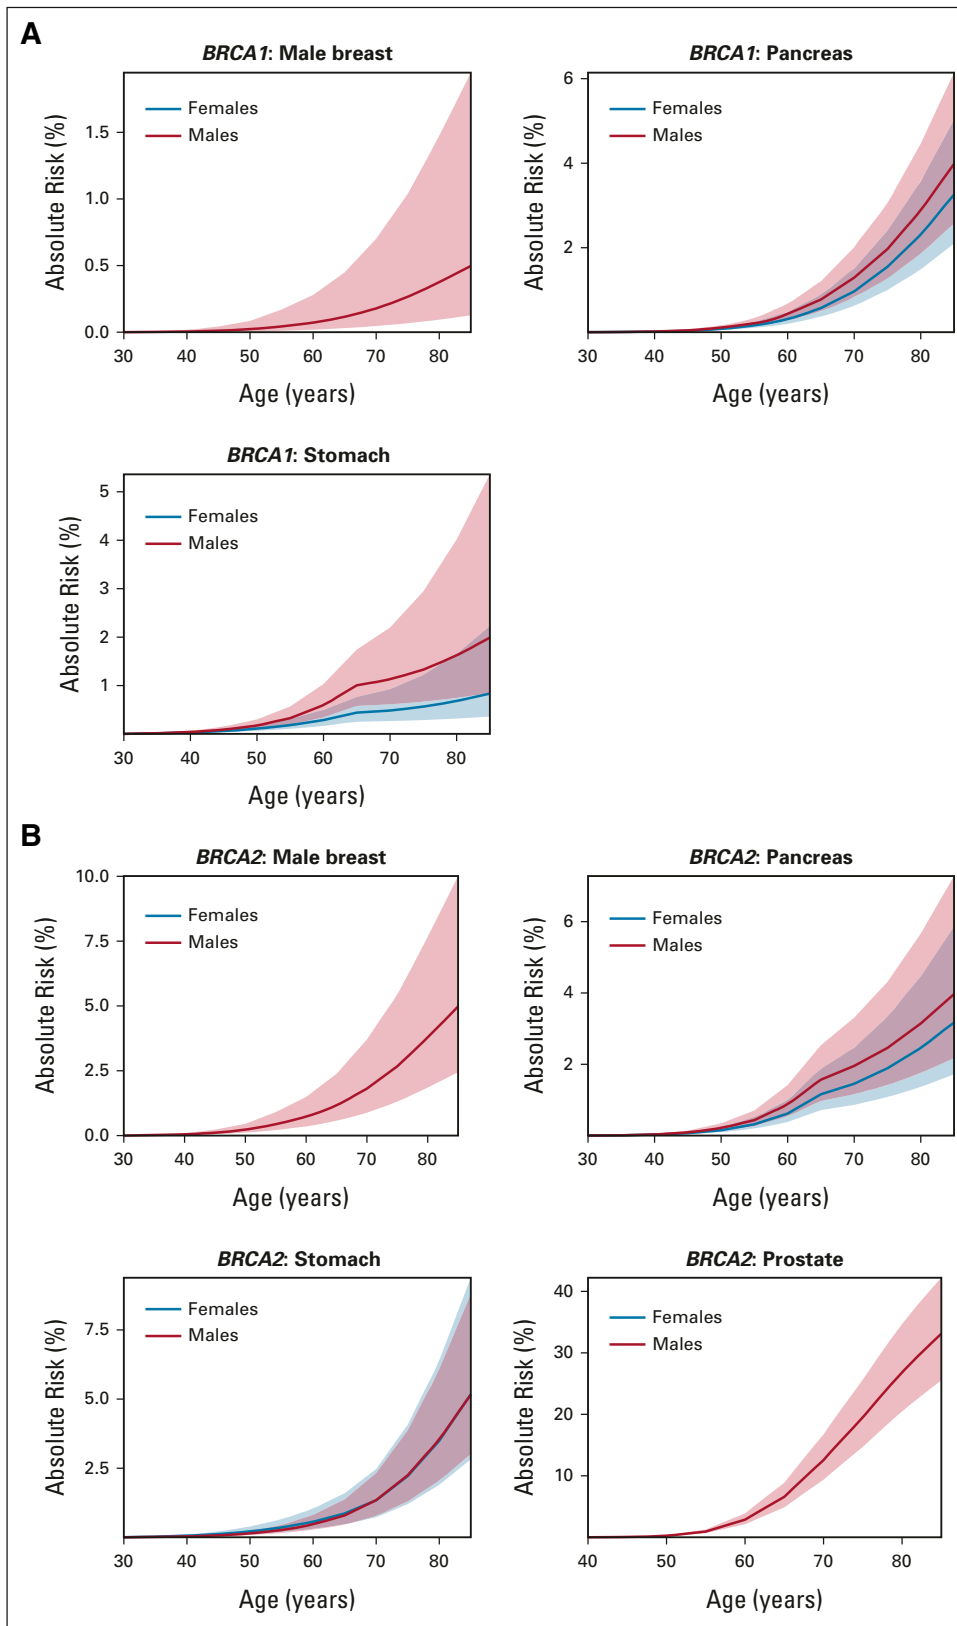 A
BRCA1: Male breast
Absolute Risk (%)
1.5
1.0
0.5
0.0
Females
Males
30 40 50 60 70 80
Age (years)
BRCA1: Pancreas
Absolute Risk (%)
6
4
2
Females
Males
30 40 50 60 70 80
Age (years)
BRCA1: Stomach
Absolute Risk (%)
5
4
3
2
1
Females
Males
30 40 50 60 70 80
Age (years)
B
BRCA2: Male breast
Absolute Risk (%)
10.0
7.5
5.0
2.5
0.0
Females
Males
30 40 50 60 70 80
Age (years)
BRCA2: Pancreas
Absolute Risk (%)
6
4
2
Females
Males
30 40 50 60 70 80
Age (years)
BRCA2: Stomach
Absolute Risk (%)
7.5
5.0
2.5
Females
Males
30 40 50 60 70 80
Age (years)
BRCA2: Prostate
Absolute Risk (%)
40
30
20
10
Females
Males
40 50 60 70 80
Age (years)